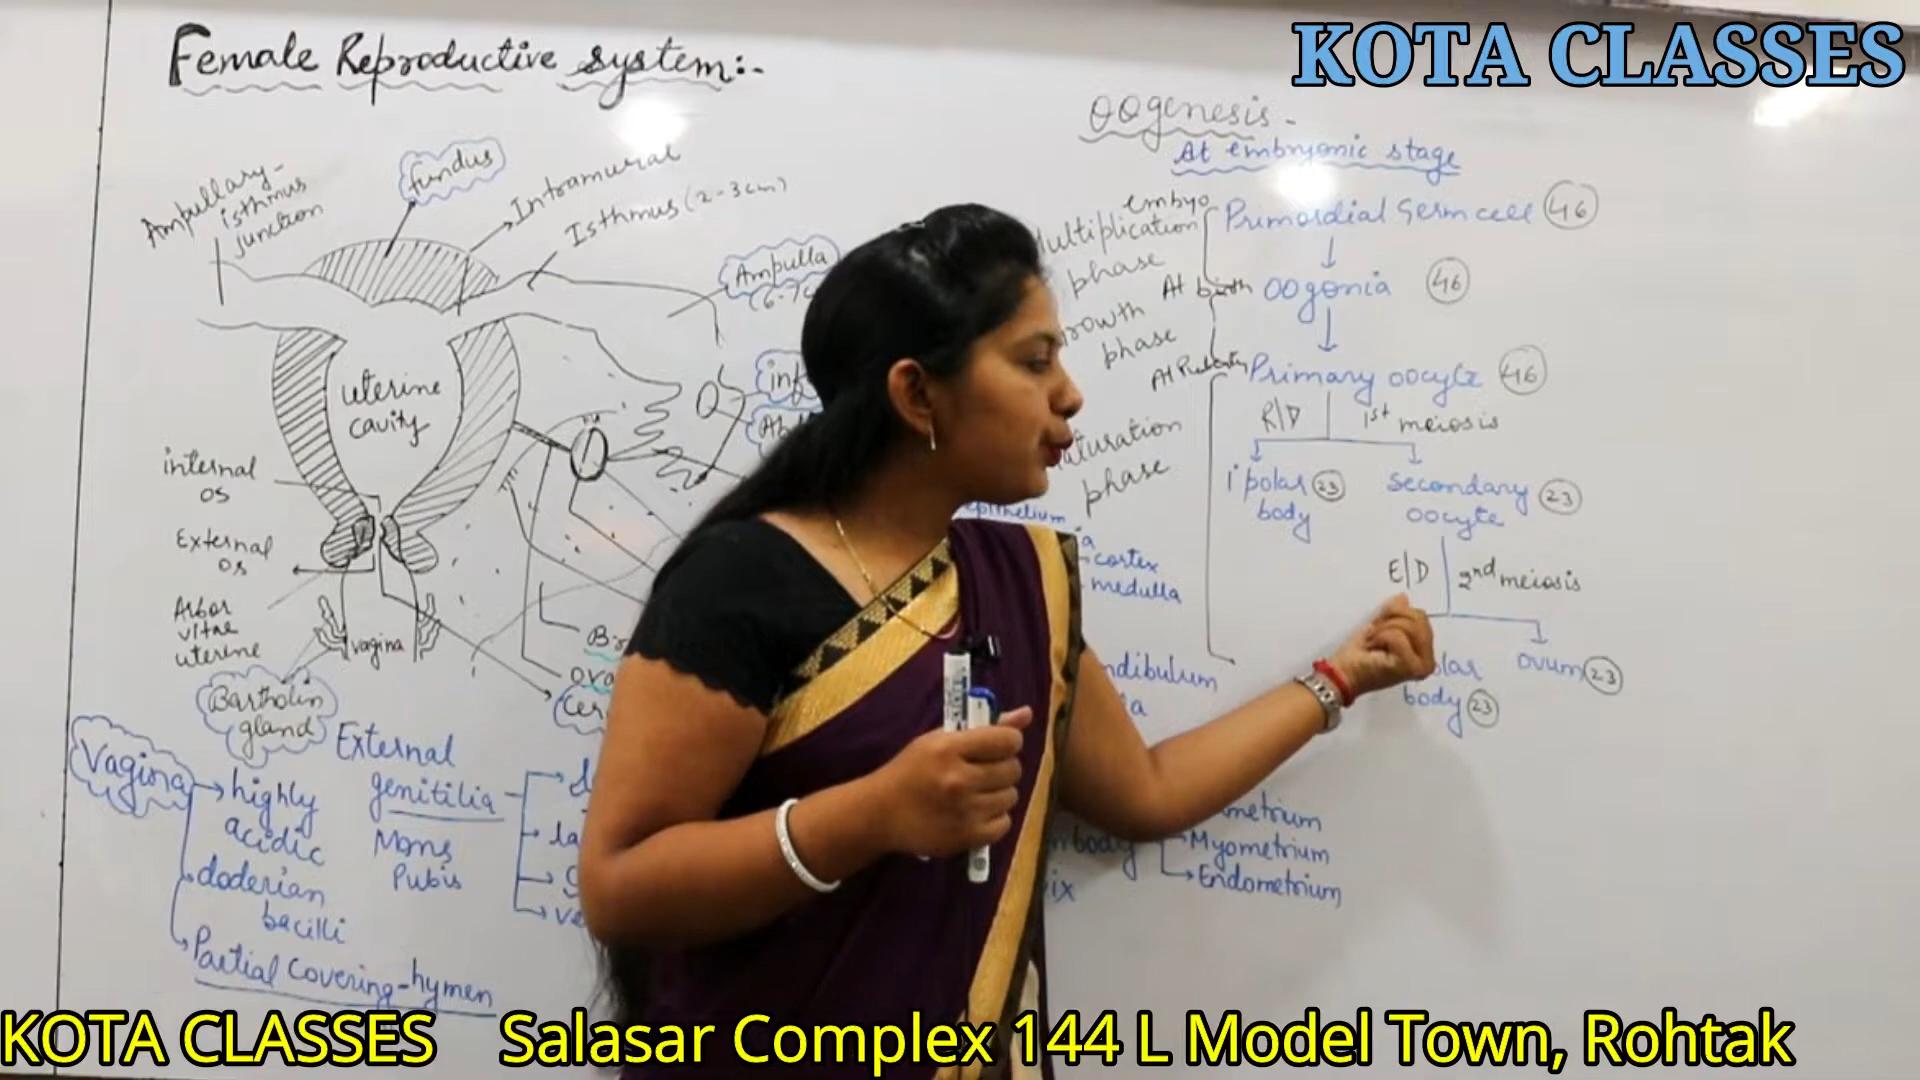 KOTA CLASSES
Female Reproductive system:-
Ampullary-
isthmus
junction
fundus
Intramural
Isthmus (2-3cm)
Ampulla
uterine
cavity
internal
os
External
os
Arbor
vitae
uterine
vagina
Bartholin
gland
Vagina
highly
acidic
doderian
bacilli
Partial covering-hymen
External
genitilia
Mons
Pubis
OOgenesis-
At embryonic stage
embryo
Multiplication
phase
Primordial Germ cell 46
At birth
Oogonia 46
phase
At Puberty
Primary oocyte 46
R/D 1st meiosis
phase
I polar 23
body
secondary 23
oocyte
E/D 2nd meiosis
body 23
ovum 23
epithelium
cortex
medulla
Myometrium
Endometrium
KOTA CLASSES Salasar Complex 144 L Model Town, Rohtak